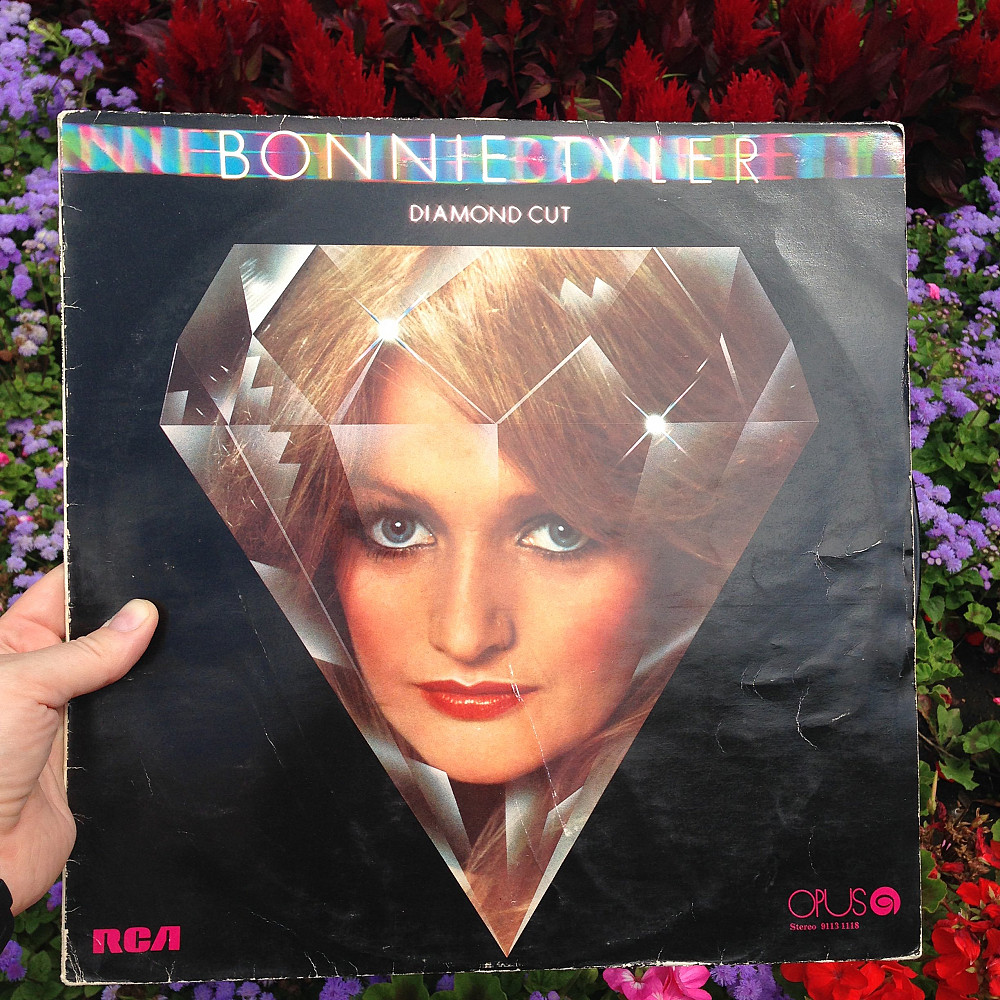 BONNIE TYLER
DIAMOND CUT
RCA
OPUS
Stereo 9113 1118